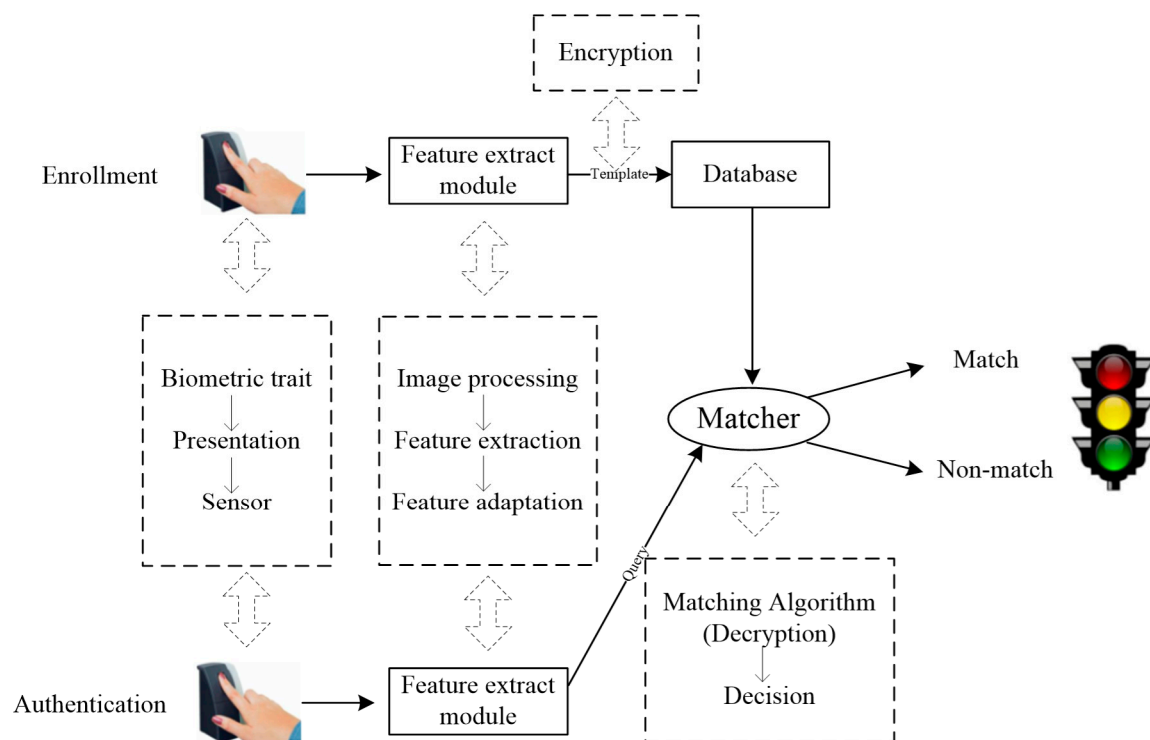 Encryption
Enrollment
Feature extract
module
Template
Database
Biometric trait
Presentation
Sensor
Image processing
Feature extraction
Feature adaptation
Matcher
Match
Non-match
Query
Matching Algorithm
(Decryption)
Decision
Authentication
Feature extract
module